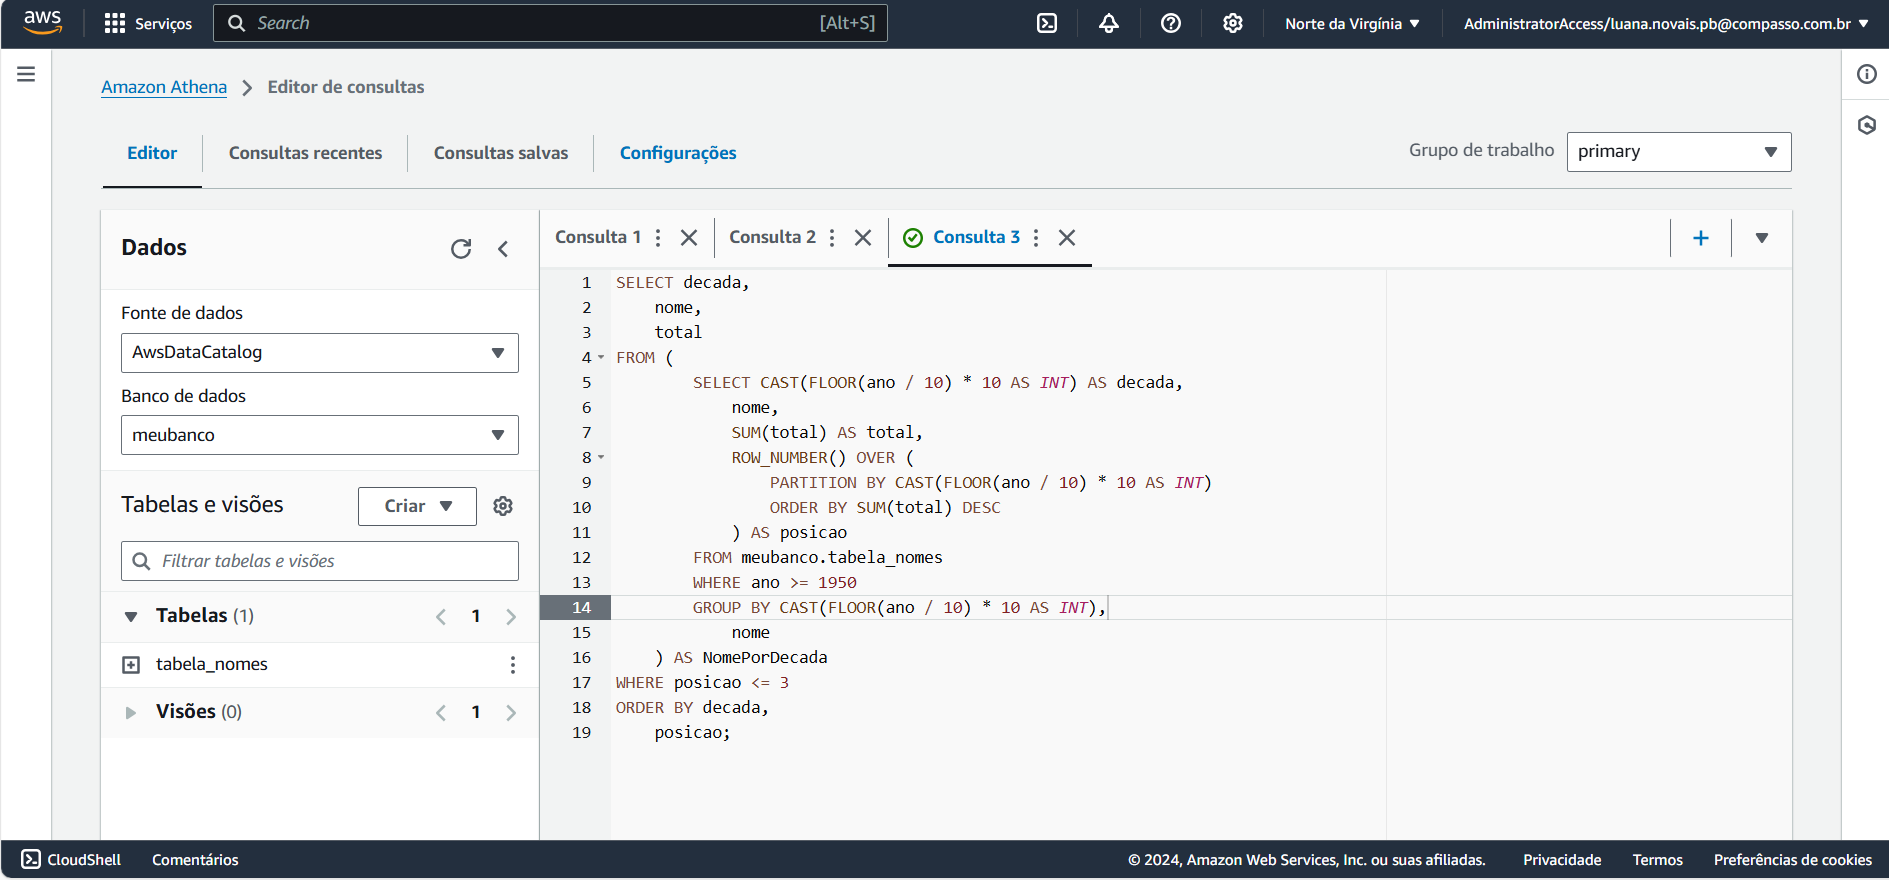 aws
Serviços
Search
[Alt+S]
Norte da Virgínia
AdministratorAccess/luana.novais.pb@compasso.com.br
Amazon Athena > Editor de consultas
Editor
Consultas recentes
Consultas salvas
Configurações
Grupo de trabalho
primary
Dados
Fonte de dados
AwsDataCatalog
Banco de dados
meubanco
Tabelas e visões
Criar
Filtrar tabelas e visões
Tabelas (1)
1
tabela_nomes
Visões (0)
1
Consulta 1
Consulta 2
Consulta 3
1 SELECT decada,
2 nome,
3 total
4 FROM (
5 SELECT CAST(FLOOR(ano / 10) * 10 AS INT) AS decada,
6 nome,
7 SUM(total) AS total,
8 ROW_NUMBER() OVER (
9 PARTITION BY CAST(FLOOR(ano / 10) * 10 AS INT)
10 ORDER BY SUM(total) DESC
11 ) AS posicao
12 FROM meubanco.tabela_nomes
13 WHERE ano >= 1950
14 GROUP BY CAST(FLOOR(ano / 10) * 10 AS INT),
15 nome
16 ) AS NomePorDecada
17 WHERE posicao <= 3
18 ORDER BY decada,
19 posicao;
CloudShell
Comentários
© 2024, Amazon Web Services, Inc. ou suas afiliadas.
Privacidade
Termos
Preferências de cookies